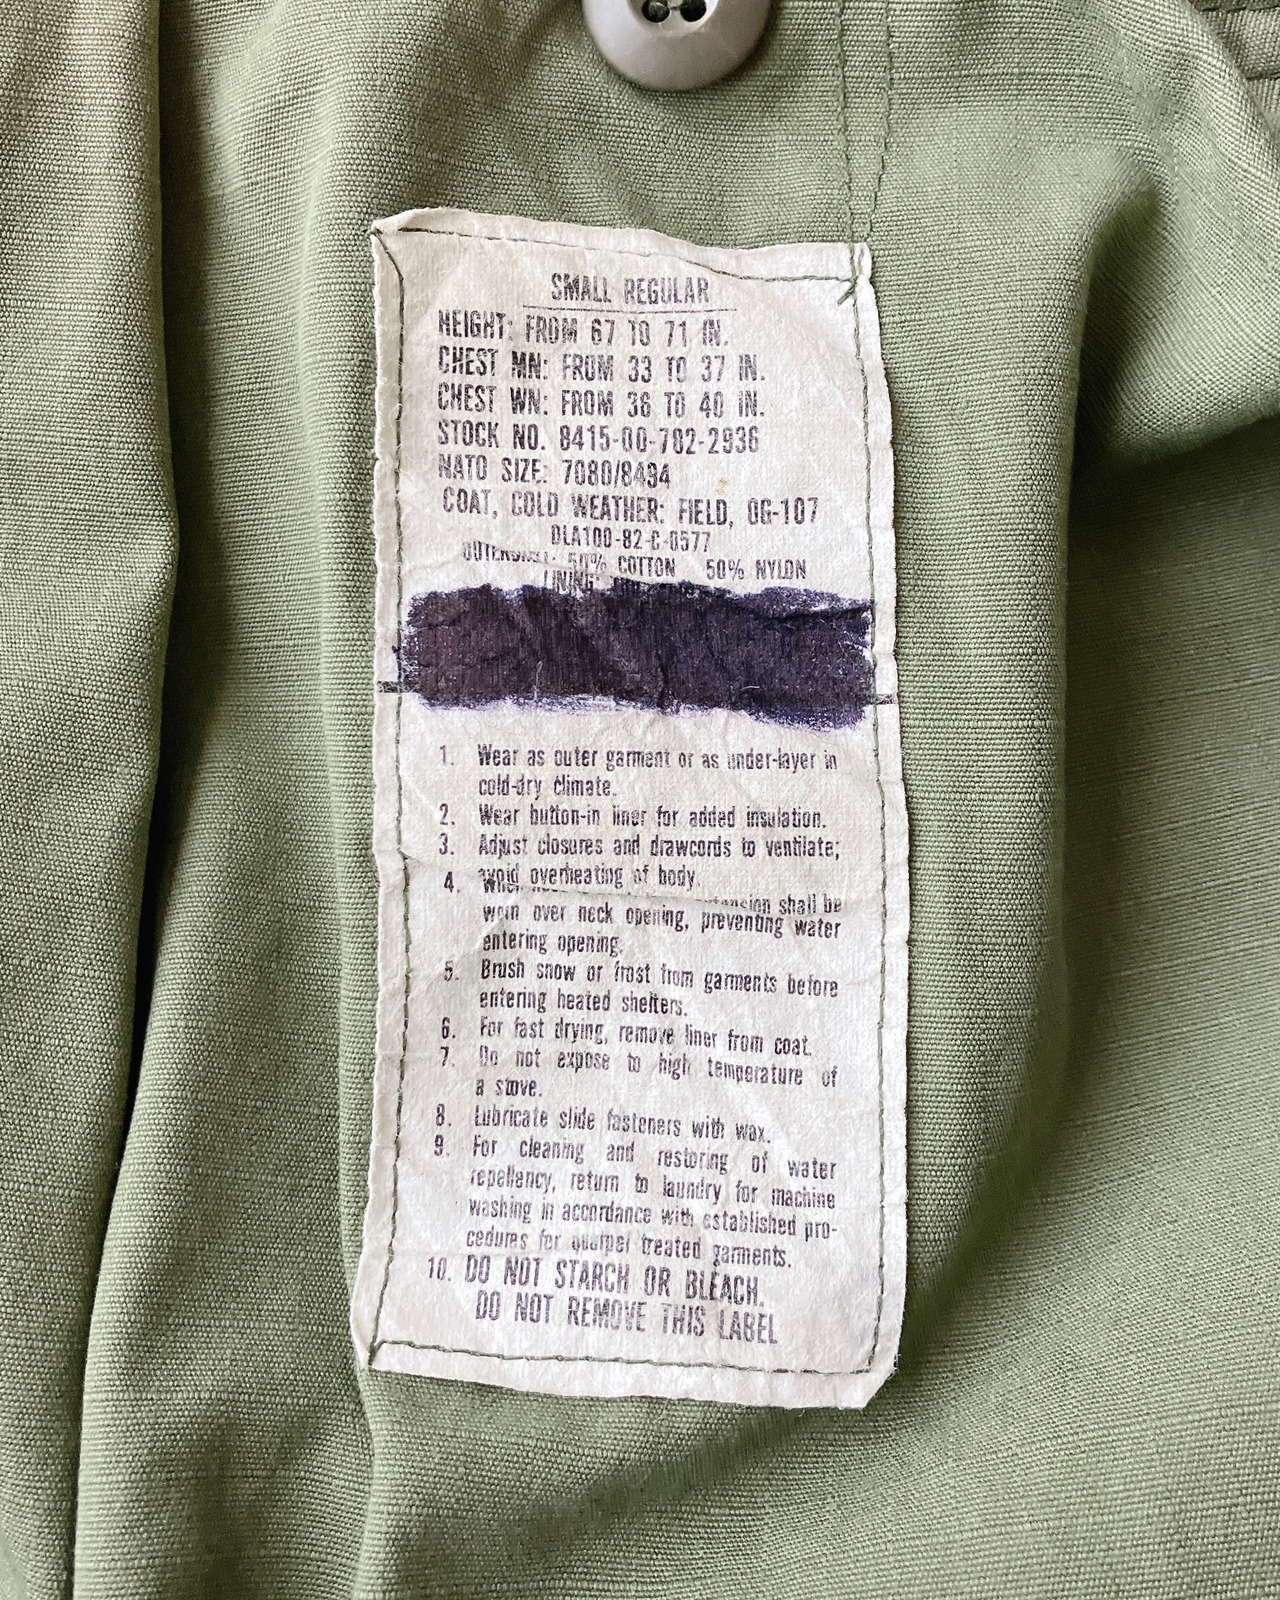 SMALL REGULAR
HEIGHT: FROM 67 TO 71 IN.
CHEST MN: FROM 33 TO 37 IN.
CHEST WN: FROM 36 TO 40 IN.
STOCK NO. 8415-00-782-2936
NATO SIZE: 7080/8494
COAT, COLD WEATHER: FIELD, OG-107
DLA100-82-C-0577
50% COTTON 50% NYLON
LINING:
1. Wear as outer garment or as under-layer in
cold-dry climate.
2. Wear button-in liner for added insulation.
3. Adjust closures and drawcords to ventilate;
avoid overheating of body.
4. When shall be
worn over neck opening, preventing water
entering opening.
5. Brush snow or frost from garments before
entering heated shelters.
6. For fast drying, remove liner from coat.
7. Do not expose to high temperature of
a stove.
8. Lubricate slide fasteners with wax.
9. For cleaning and restoring of water
repellency, return to laundry for machine
washing in accordance with established pro-
cedures for quarpel treated garments.
10. DO NOT STARCH OR BLEACH.
DO NOT REMOVE THIS LABEL